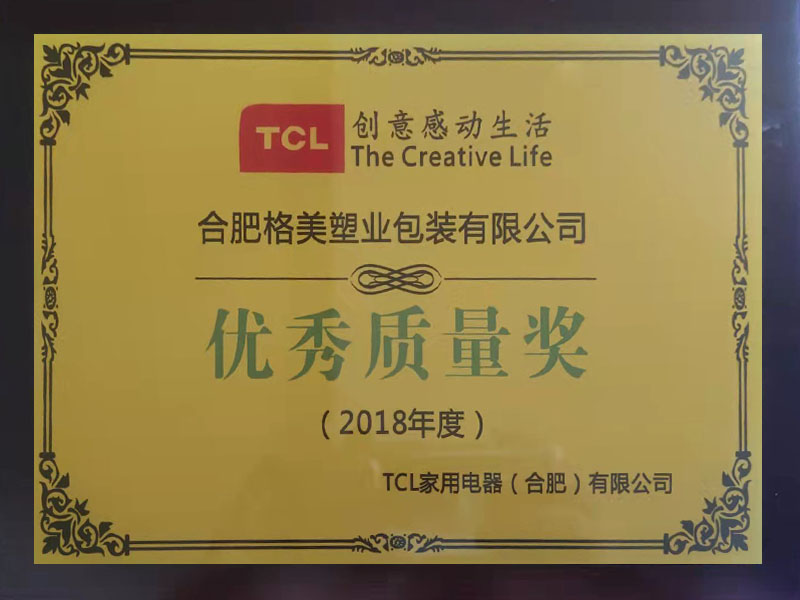 TCL 创意感动生活
The Creative Life
合肥格美塑业包装有限公司
优秀质量奖
（2018年度）
TCL家用电器（合肥）有限公司